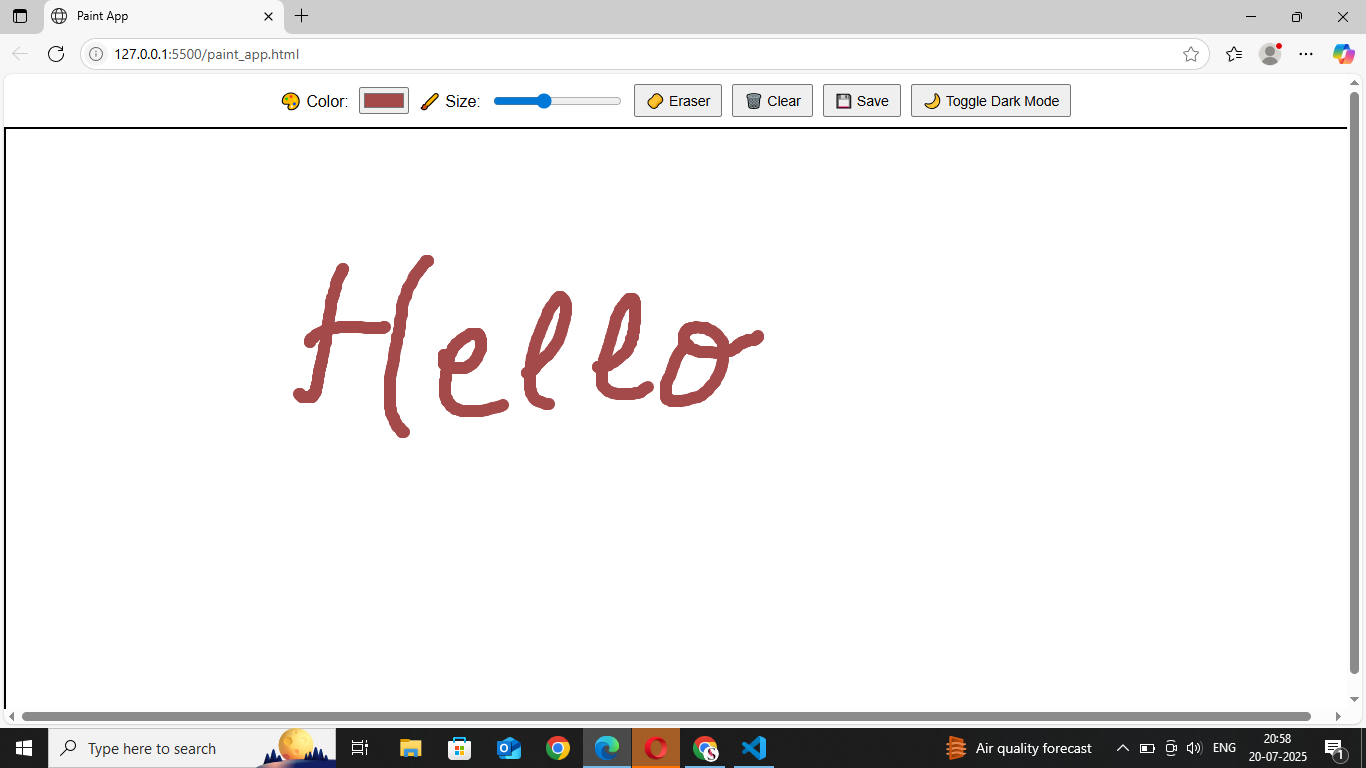 Paint App
127.0.0.1:5500/paint_app.html
Color: Size: Eraser Clear Save Toggle Dark Mode
Hello
Type here to search
Air quality forecast
ENG
20:58
20-07-2025
1